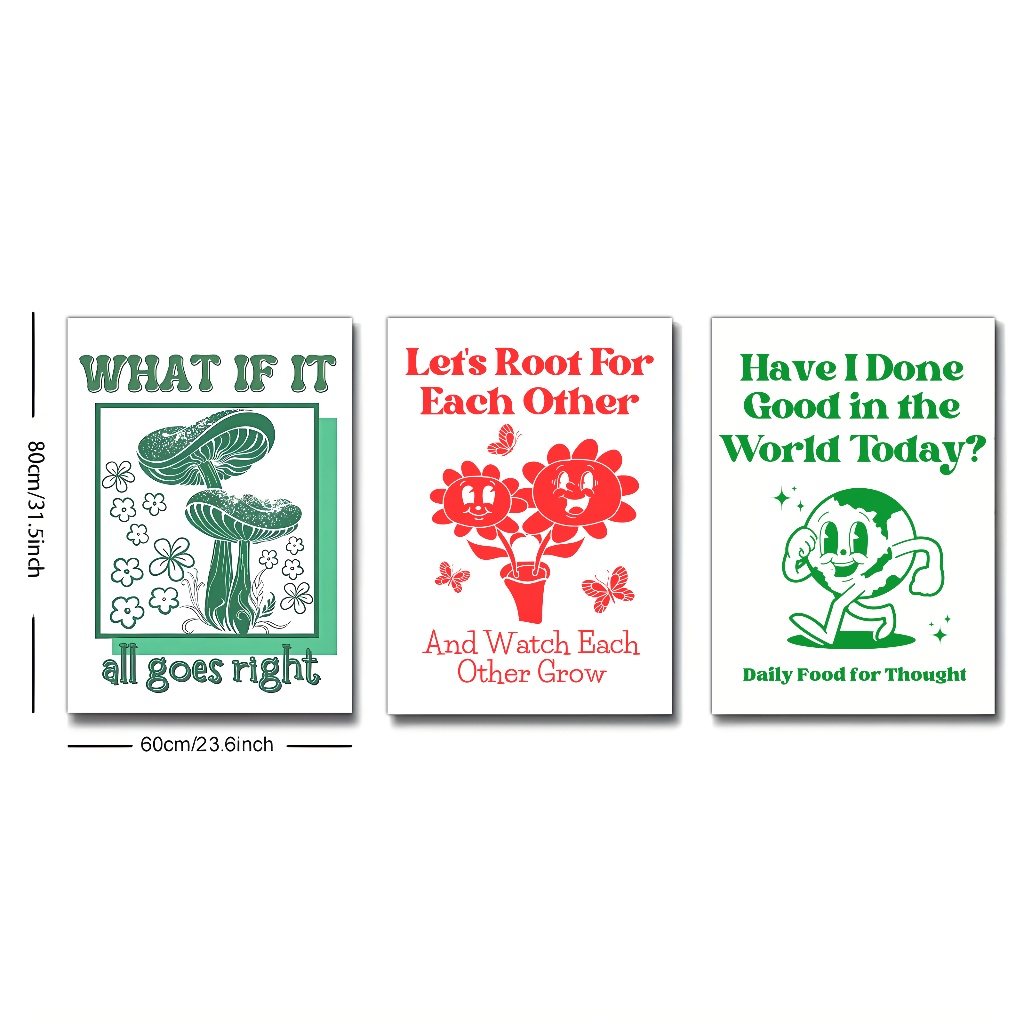 80cm/31.5inch
WHAT IF IT
all goes right
60cm/23.6inch
Let's Root For
Each Other
And Watch Each
Other Grow
Have I Done
Good in the
World Today?
Daily Food for Thought